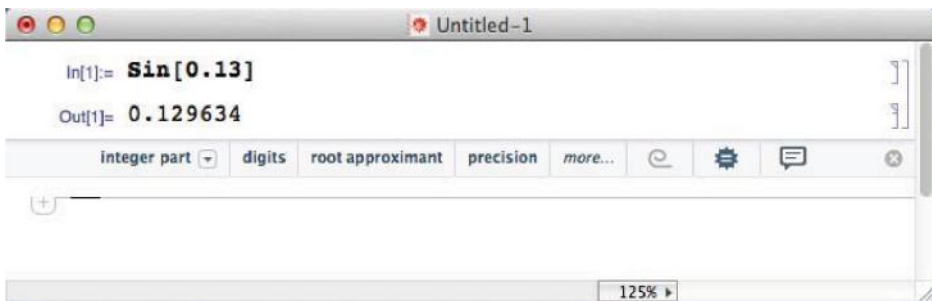 Untitled-1
In[1]:= Sin[0.13]
Out[1]= 0.129634
integer part digits root approximant precision more...
125%